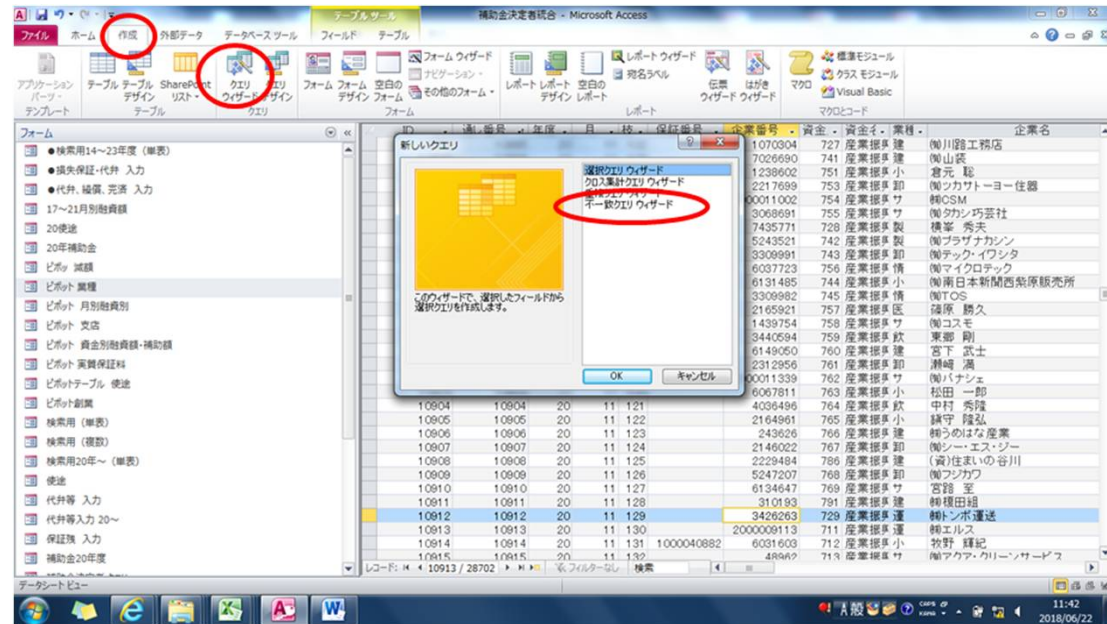 テーブル ツール
補助金決定者統合 - Microsoft Access
ファイル ホーム 作成 外部データ データベース ツール フィールド テーブル
アプリケーション パーツ
テーブル
テーブル デザイン
SharePoint リスト
クエリ ウィザード
クエリ デザイン
フォーム
フォーム デザイン
空白の フォーム
フォーム ウィザード
ナビゲーション
その他のフォーム
レポート
レポート デザイン
空白の レポート
レポート ウィザード
宛名ラベル
伝票 ウィザード
はがき ウィザード
マクロ
標準モジュール
クラス モジュール
Visual Basic
テンプレート テーブル クエリ フォーム レポート マクロとコード
フォーム
●検索用14~23年度 (単表)
●損失保証-代弁 入力
●代弁、繰償、完済 入力
17~21月別融資額
20使途
20年補助金
ピボッ 減額
ピボット 業種
ピボット 月別融資別
ピボット 支店
ピボット 資金別融資額-補助額
ピボット 実質保証料
ピボットテーブル 使途
ピボット創業
検索用 (単表)
検索用 (複数)
検索用20年~ (単表)
使途
代弁等 入力
代弁等入力 20~
保証残 入力
補助金20年度
新しいクエリ
選択クエリ ウィザード
クロス集計クエリ ウィザード
重複クエリ ウィザード
不一致クエリ ウィザード
このウィザードで、選択したフィールドから
選択クエリを作成します。
OK キャンセル
ID 通し番号 年度 月 枝 保証番号 企業番号 資金 資金名 業種 企業名
1070304 727 産業振興 建 ㈲川路工務店
7026690 741 産業振興 建 ㈲山装
1238602 751 産業振興 小 倉元 聡
2217699 753 産業振興 卸 ㈲ツカサトーヨー住器
00011002 754 産業振興 サ ㈱CSM
3068691 755 産業振興 サ ㈲タカシ巧芸社
7435771 728 産業振興 製 横峯 秀夫
5243521 742 産業振興 製 ㈲プラザナカシン
3309991 743 産業振興 卸 ㈲テック・イワシタ
6037723 756 産業振興 情 ㈲マイクロテック
6131485 744 産業振興 小 ㈲南日本新聞西紫原販売所
3309982 745 産業振興 情 ㈲TOS
2165921 757 産業振興 医 篠原 勝久
1439754 758 産業振興 サ ㈲コスモ
3440594 759 産業振興 飲 東郷 剛
6149050 760 産業振興 建 宮下 武士
2312956 761 産業振興 卸 瀬崎 満
00011339 762 産業振興 サ ㈲バナシェ
6067811 763 産業振興 小 松田 一郎
10904 10904 20 11 121 4036496 764 産業振興 飲 中村 秀隆
10905 10905 20 11 122 2164961 765 産業振興 小 鎮守 隆弘
10906 10906 20 11 123 243626 766 産業振興 建 ㈱うめはな産業
10907 10907 20 11 124 2146022 767 産業振興 卸 ㈲シー・エス・ジー
10908 10908 20 11 125 2229484 786 産業振興 建 (資)住まいの谷川
10909 10909 20 11 126 5247207 768 産業振興 卸 ㈲フジカワ
10910 10910 20 11 127 6134647 769 産業振興 サ 宮路 至
10911 10911 20 11 128 310193 791 産業振興 建 ㈱榎田組
10912 10912 20 11 129 3426263 729 産業振興 運 ㈱トンボ運送
10913 10913 20 11 130 2000009113 711 産業振興 運 ㈱エルス
10914 10914 20 11 131 1000040882 6031603 712 産業振興 小 牧野 輝紀
10915 10915 20 11 132 48962 713 産業振興 サ ㈲アクア・クリーンサービス
レコード: 10913 / 28702 フィルターなし 検索
データシート ビュー
A 般 CAPS KANA
11:42
2018/06/22